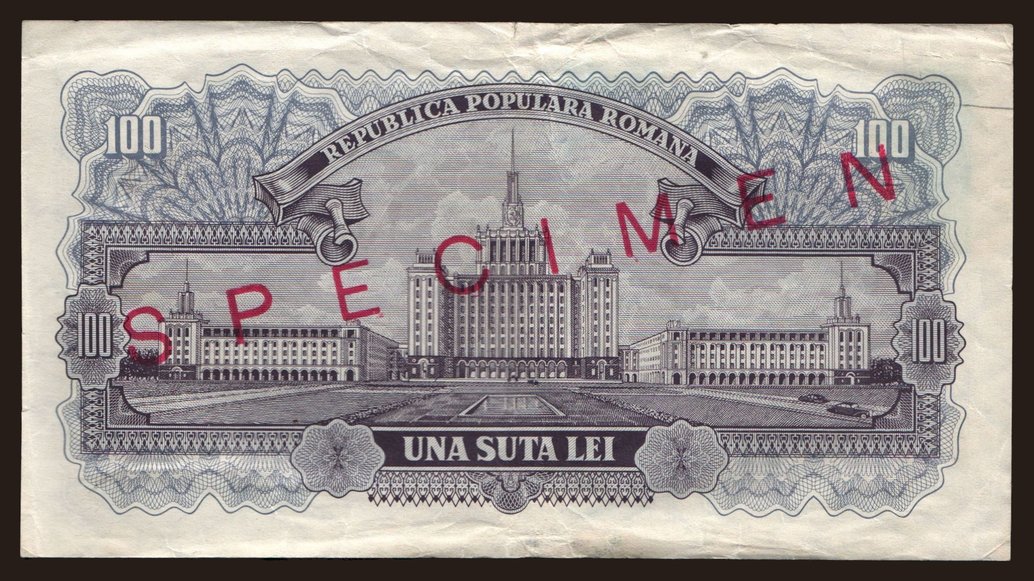 REPUBLICA POPULARA ROMANA
100
100
SPECIMEN
100
100
UNA SUTA LEI